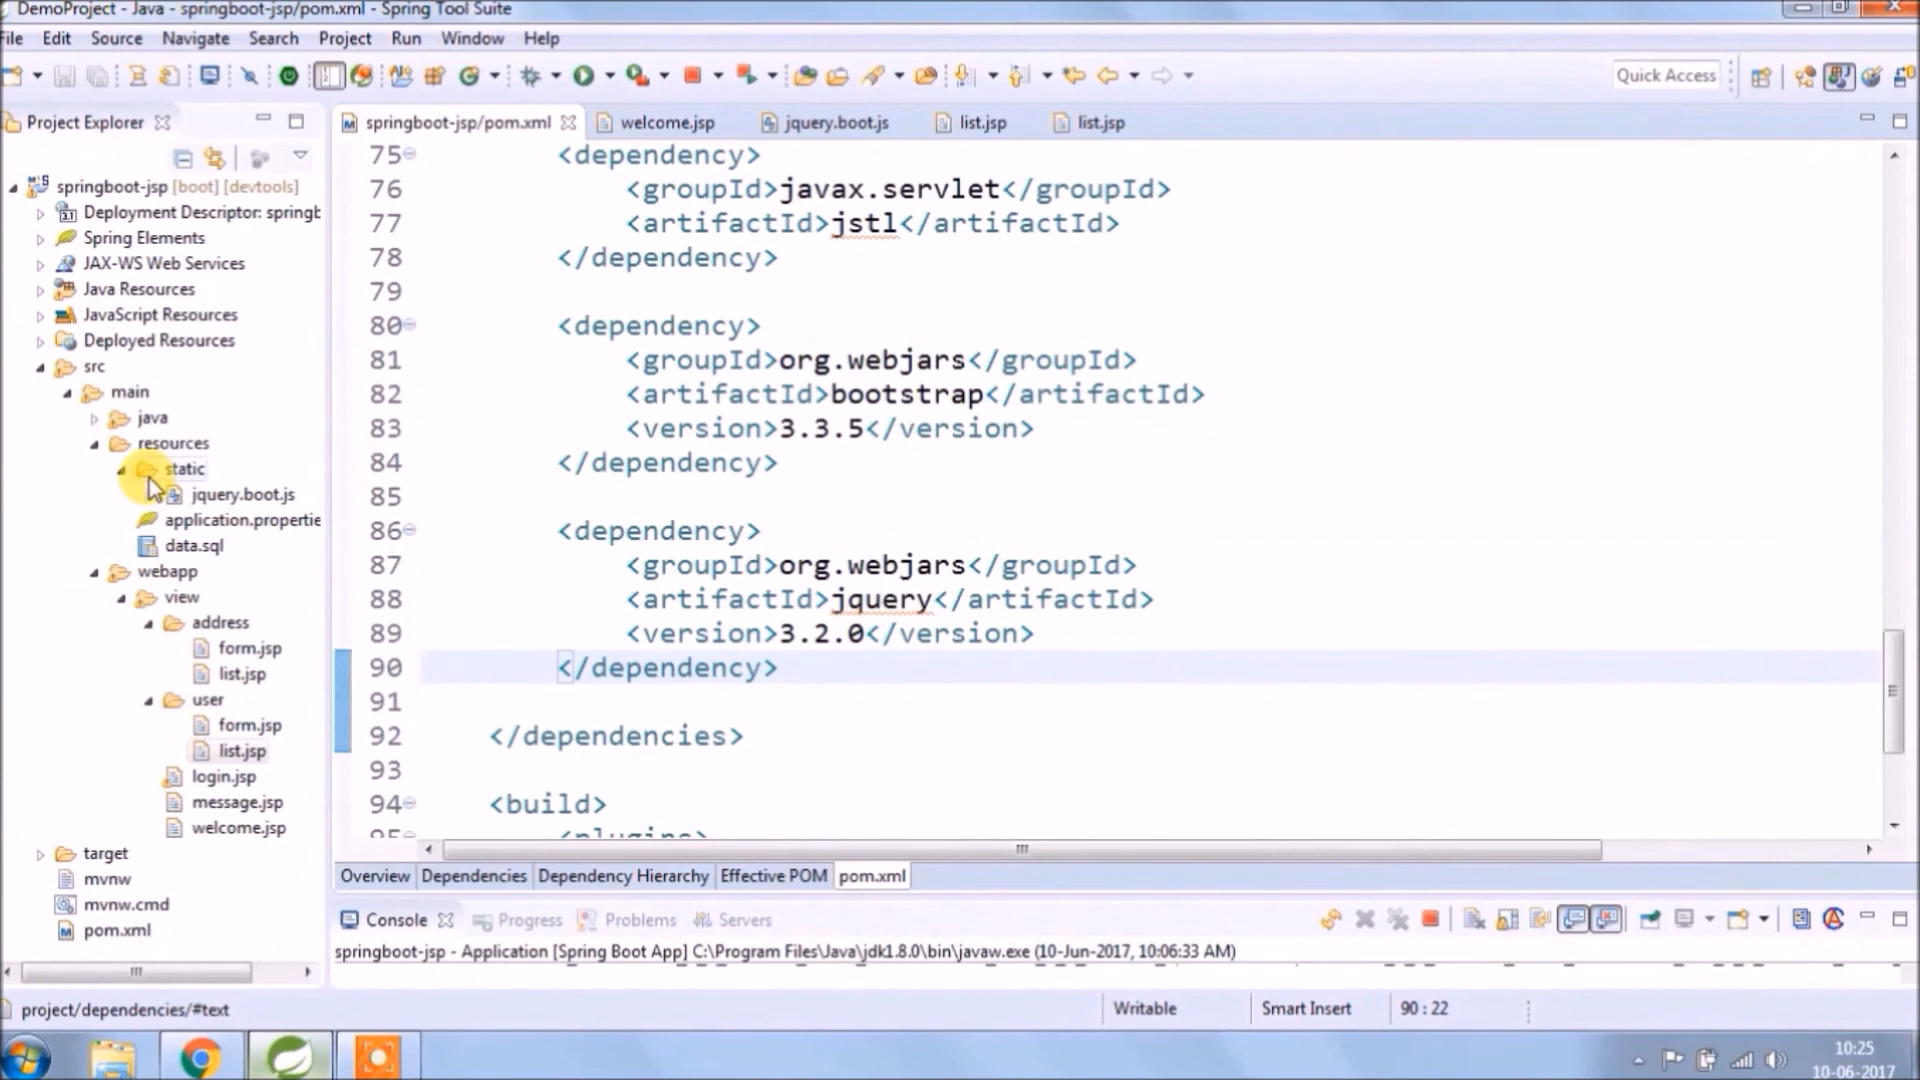 DemoProject - Java - springboot-jsp/pom.xml - Spring Tool Suite
File Edit Source Navigate Search Project Run Window Help
Quick Access
Project Explorer
springboot-jsp/pom.xml welcome.jsp jquery.boot.js list.jsp list.jsp
springboot-jsp [boot] [devtools]
Deployment Descriptor: springb
Spring Elements
JAX-WS Web Services
Java Resources
JavaScript Resources
Deployed Resources
src
main
java
resources
static
jquery.boot.js
application.propertie
data.sql
webapp
view
address
form.jsp
list.jsp
user
form.jsp
list.jsp
login.jsp
message.jsp
welcome.jsp
target
mvnw
mvnw.cmd
pom.xml
75 <dependency>
76 <groupId>javax.servlet</groupId>
77 <artifactId>jstl</artifactId>
78 </dependency>
79
80 <dependency>
81 <groupId>org.webjars</groupId>
82 <artifactId>bootstrap</artifactId>
83 <version>3.3.5</version>
84 </dependency>
85
86 <dependency>
87 <groupId>org.webjars</groupId>
88 <artifactId>jquery</artifactId>
89 <version>3.2.0</version>
90 </dependency>
91
92 </dependencies>
93
94 <build>
95 <plugins>
Overview Dependencies Dependency Hierarchy Effective POM pom.xml
Console Progress Problems Servers
springboot-jsp - Application [Spring Boot App] C:\Program Files\Java\jdk1.8.0\bin\javaw.exe (10-Jun-2017, 10:06:33 AM)
project/dependencies/#text Writable Smart Insert 90 : 22
10:25
10-06-2017